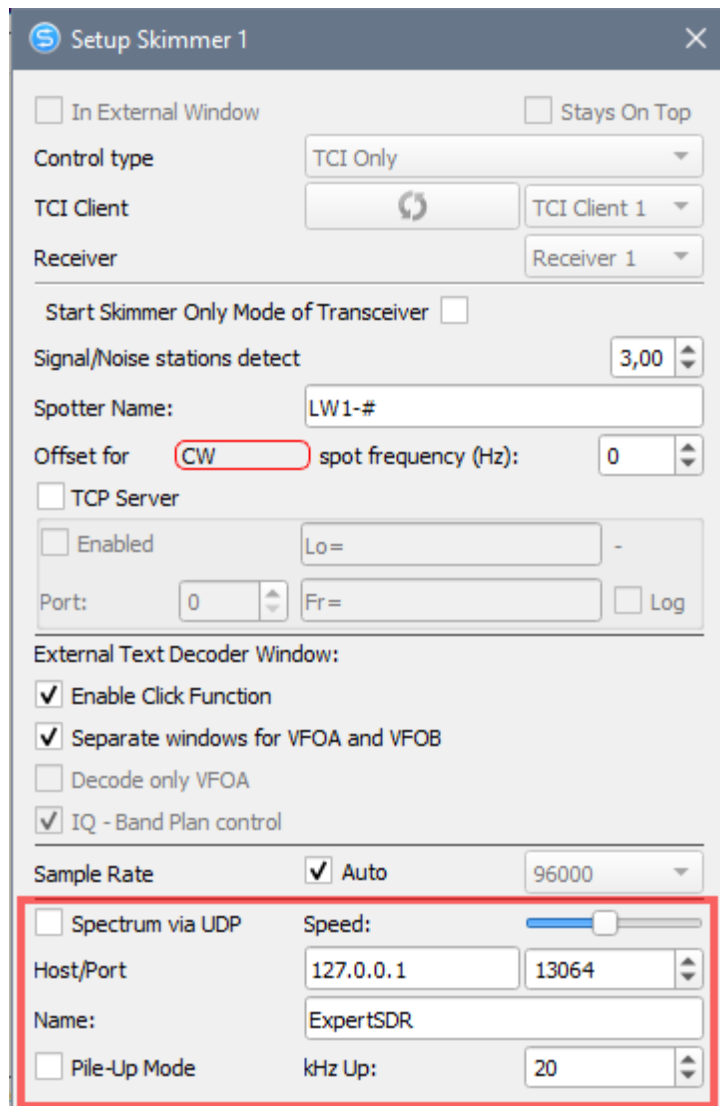 Setup Skimmer 1
In External Window Stays On Top
Control type TCI Only
TCI Client TCI Client 1
Receiver Receiver 1
Start Skimmer Only Mode of Transceiver
Signal/Noise stations detect 3,00
Spotter Name: LW1-#
Offset for CW spot frequency (Hz): 0
TCP Server
Enabled Lo= -
Port: 0 Fr= Log
External Text Decoder Window:
Enable Click Function
Separate windows for VFOA and VFOB
Decode only VFOA
IQ - Band Plan control
Sample Rate Auto 96000
Spectrum via UDP Speed:
Host/Port 127.0.0.1 13064
Name: ExpertSDR
Pile-Up Mode kHz Up: 20